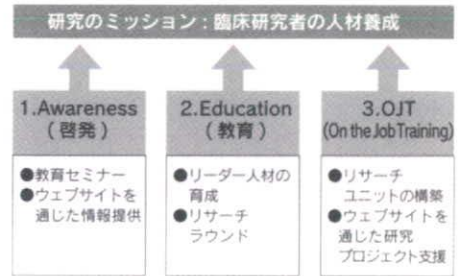 研究のミッション：臨床研究者の人材養成
1.Awareness
（啓発）
●教育セミナー
●ウェブサイトを
通じた情報提供
2.Education
（教育）
●リーダー人材の
育成
●リサーチ
ラウンド
3.OJT
(On the Job Training)
●リサーチ
ユニットの構築
●ウェブサイトを
通じた研究
プロジェクト支援